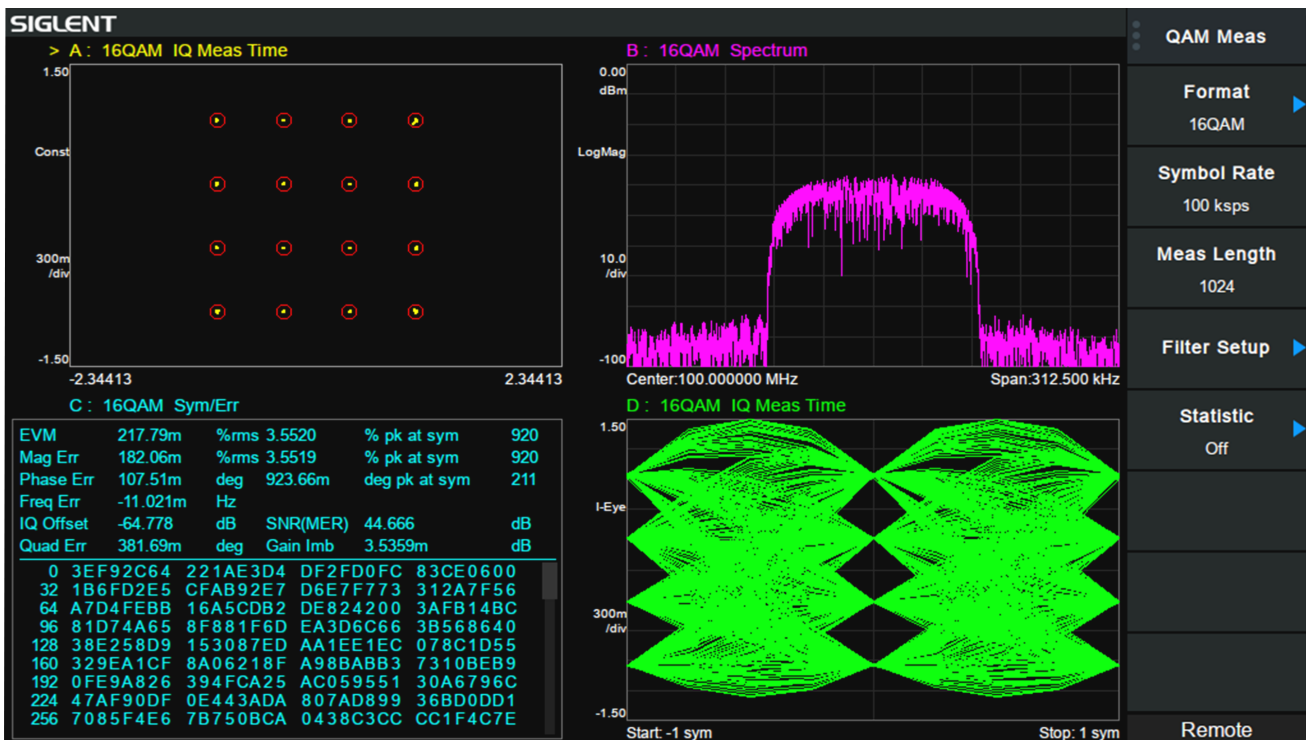 SIGLENT
> A : 16QAM IQ Meas Time
1.50
Const
300m
/div
-1.50
-2.34413 2.34413
B : 16QAM Spectrum
0.00
dBm
LogMag
10.0
/div
-100
Center:100.000000 MHz Span:312.500 kHz
C : 16QAM Sym/Err
EVM 217.79m %rms 3.5520 % pk at sym 920
Mag Err 182.06m %rms 3.5519 % pk at sym 920
Phase Err 107.51m deg 923.66m deg pk at sym 211
Freq Err -11.021m Hz
IQ Offset -64.778 dB SNR(MER) 44.666 dB
Quad Err 381.69m deg Gain Imb 3.5359m dB
0 3EF92C64 221AE3D4 DF2FD0FC 83CE0600
32 1B6FD2E5 CFAB92E7 D6E7F773 312A7F56
64 A7D4FEBB 16A5CDB2 DE824200 3AFB14BC
96 81D74A65 8F881F6D EA3D6C66 3B568640
128 38E258D9 153087ED AA1EE1EC 078C1D55
160 329EA1CF 8A06218F A98BABB3 7310BEB9
192 0FE9A826 394FCA25 AC059551 30A6796C
224 47AF90DF 0E443ADA 807AD899 36BD0DD1
256 7085F4E6 7B750BCA 0438C3CC CC1F4C7E
D : 16QAM IQ Meas Time
1.50
I-Eye
300m
/div
-1.50
Start: -1 sym Stop: 1 sym
QAM Meas
Format
16QAM
Symbol Rate
100 ksps
Meas Length
1024
Filter Setup
Statistic
Off
Remote